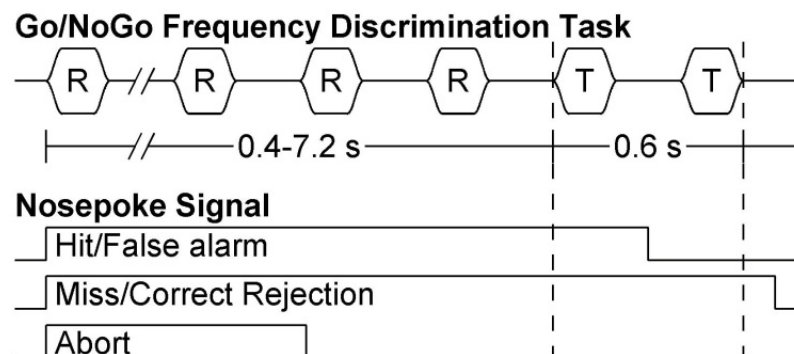 Go/NoGo Frequency Discrimination Task
R R R R T T
0.4-7.2 s 0.6 s
Nosepoke Signal
Hit/False alarm
Miss/Correct Rejection
Abort